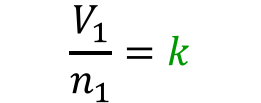 V₁
n₁ = k